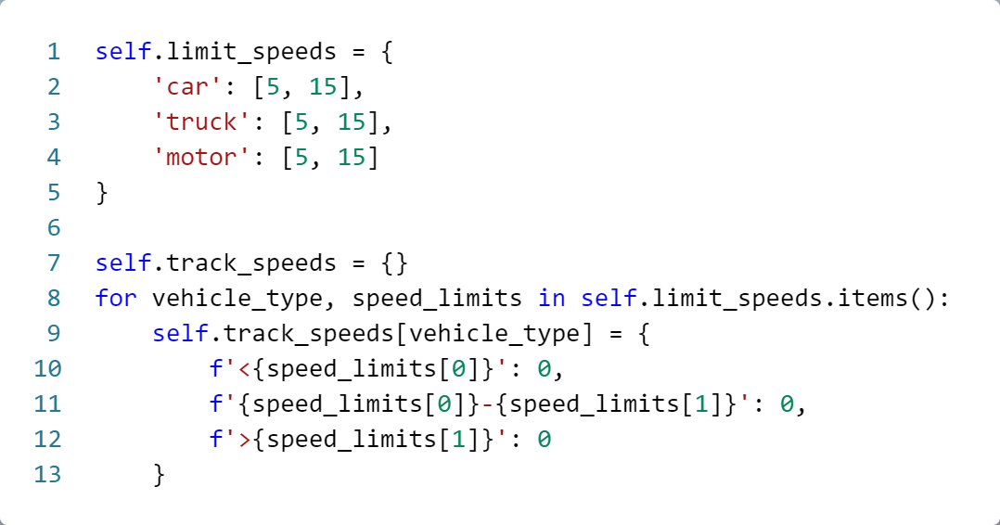 1 self.limit_speeds = {
2     'car': [5, 15],
3     'truck': [5, 15],
4     'motor': [5, 15]
5 }
6
7 self.track_speeds = {}
8 for vehicle_type, speed_limits in self.limit_speeds.items():
9     self.track_speeds[vehicle_type] = {
10         f'<{speed_limits[0]}': 0,
11         f'{speed_limits[0]}-{speed_limits[1]}': 0,
12         f'>{speed_limits[1]}': 0
13     }